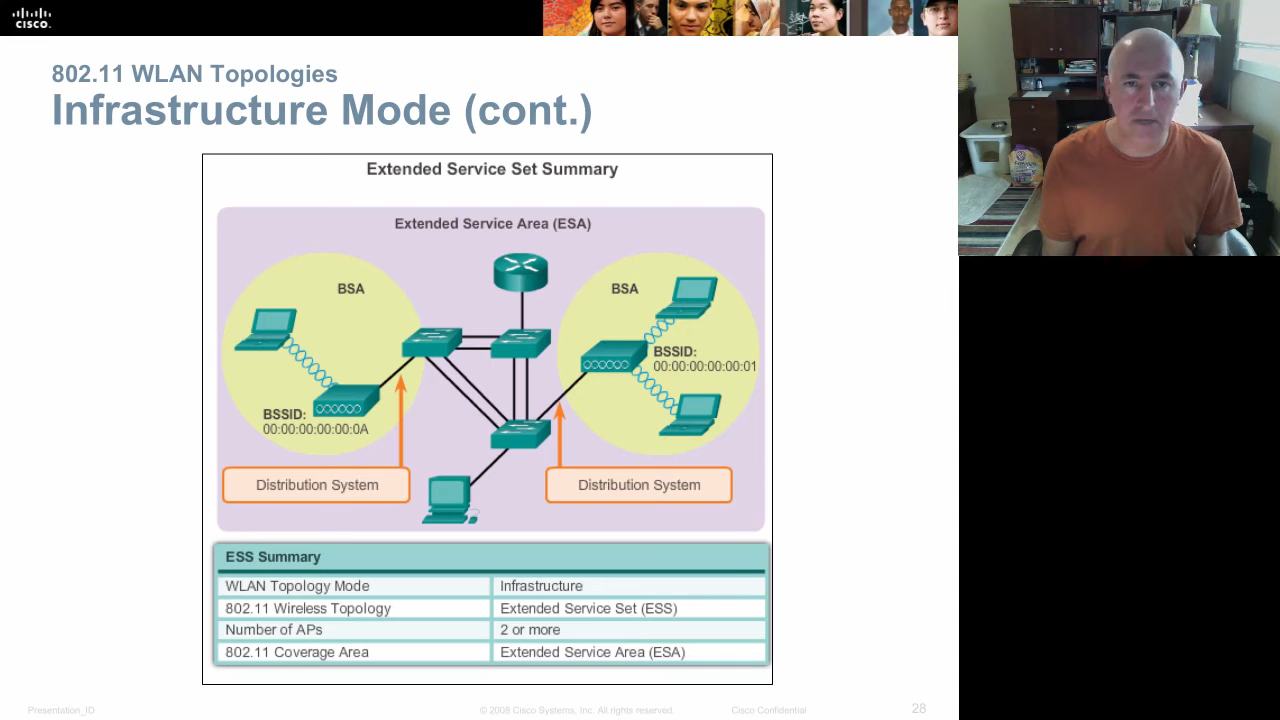 CISCO.
802.11 WLAN Topologies
Infrastructure Mode (cont.)
Extended Service Set Summary
Extended Service Area (ESA)
BSA
BSA
BSSID:
00:00:00:00:00:01
BSSID:
00:00:00:00:00:0A
Distribution System
Distribution System
ESS Summary
WLAN Topology Mode Infrastructure
802.11 Wireless Topology Extended Service Set (ESS)
Number of APs 2 or more
802.11 Coverage Area Extended Service Area (ESA)
Presentation_ID © 2008 Cisco Systems, Inc. All rights reserved. Cisco Confidential 28